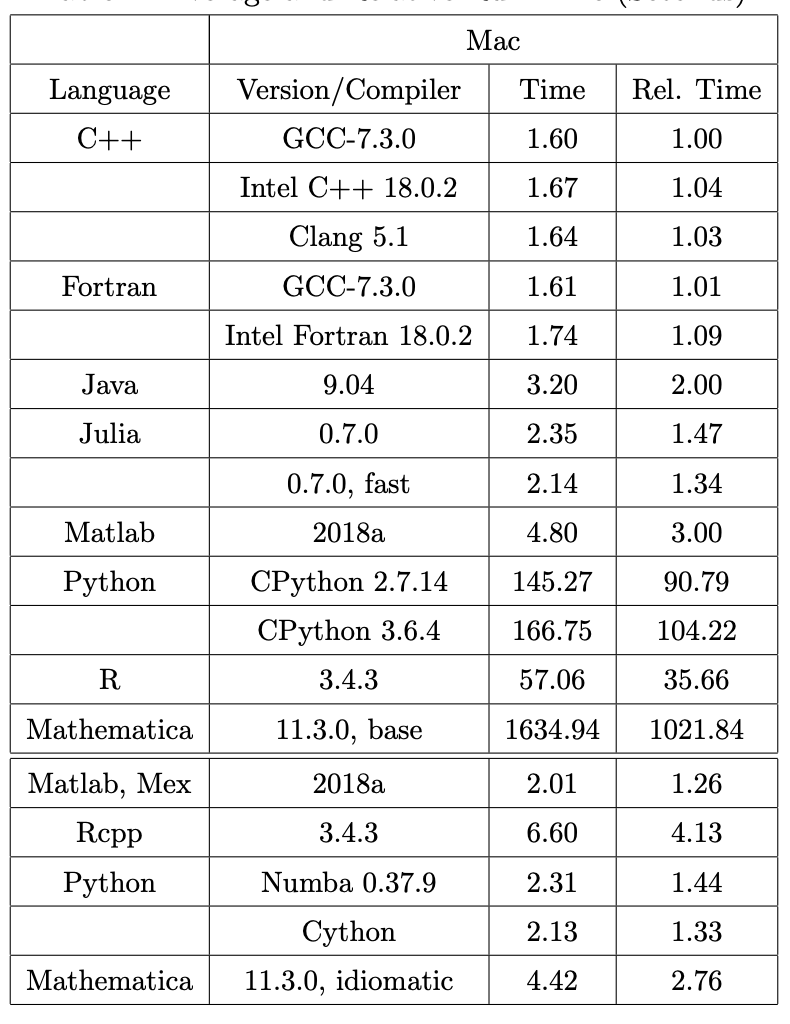 (Seconds)
Mac
Language Version/Compiler Time Rel. Time
C++ GCC-7.3.0 1.60 1.00
Intel C++ 18.0.2 1.67 1.04
Clang 5.1 1.64 1.03
Fortran GCC-7.3.0 1.61 1.01
Intel Fortran 18.0.2 1.74 1.09
Java 9.04 3.20 2.00
Julia 0.7.0 2.35 1.47
0.7.0, fast 2.14 1.34
Matlab 2018a 4.80 3.00
Python CPython 2.7.14 145.27 90.79
CPython 3.6.4 166.75 104.22
R 3.4.3 57.06 35.66
Mathematica 11.3.0, base 1634.94 1021.84
Matlab, Mex 2018a 2.01 1.26
Rcpp 3.4.3 6.60 4.13
Python Numba 0.37.9 2.31 1.44
Cython 2.13 1.33
Mathematica 11.3.0, idiomatic 4.42 2.76